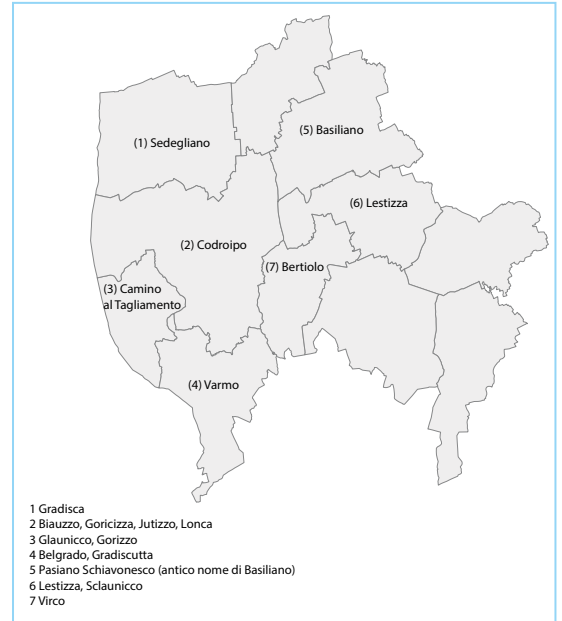 (1) Sedegliano
(5) Basiliano
(6) Lestizza
(2) Codroipo
(7) Bertiolo
(3) Camino
al Tagliamento
(4) Varmo
1 Gradisca
2 Biauzzo, Goricizza, Jutizzo, Lonca
3 Glaunicco, Gorizzo
4 Belgrado, Gradiscutta
5 Pasiano Schiavonesco (antico nome di Basiliano)
6 Lestizza, Sclaunicco
7 Virco